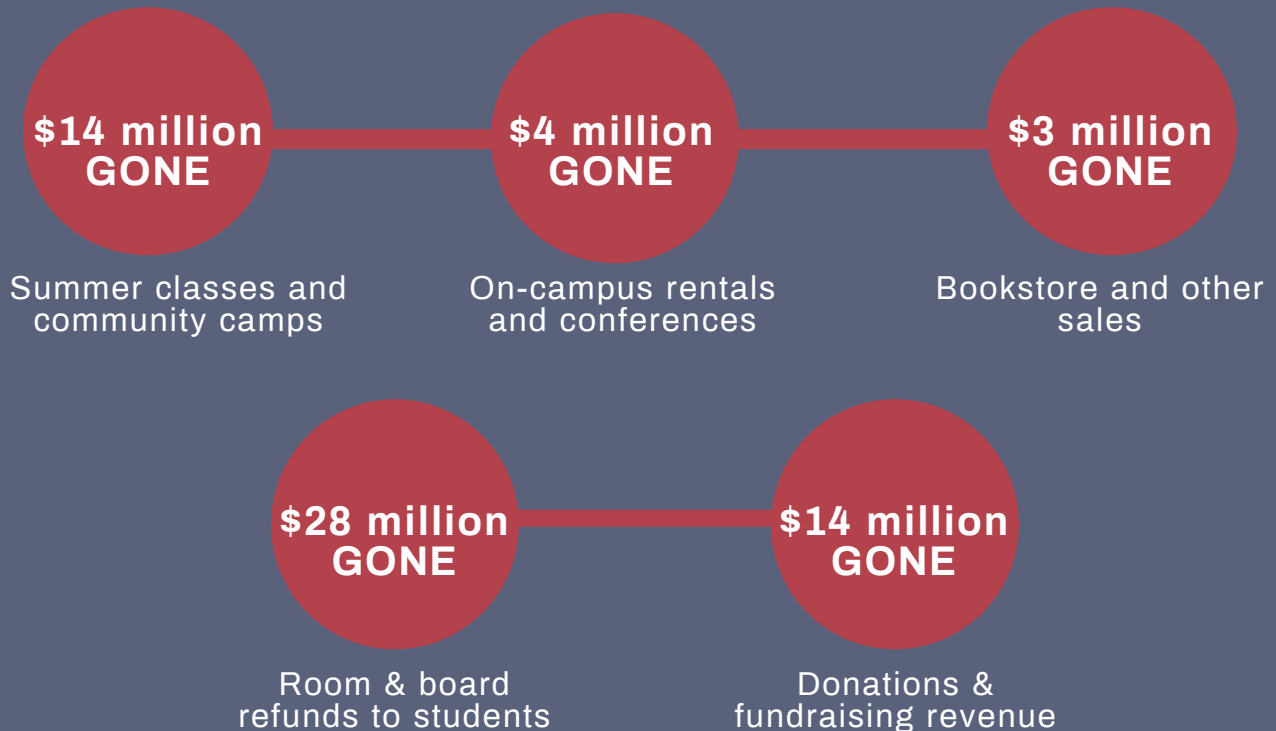 $14 million
GONE
Summer classes and
community camps
$4 million
GONE
On-campus rentals
and conferences
$3 million
GONE
Bookstore and other
sales
$28 million
GONE
Room & board
refunds to students
$14 million
GONE
Donations &
fundraising revenue